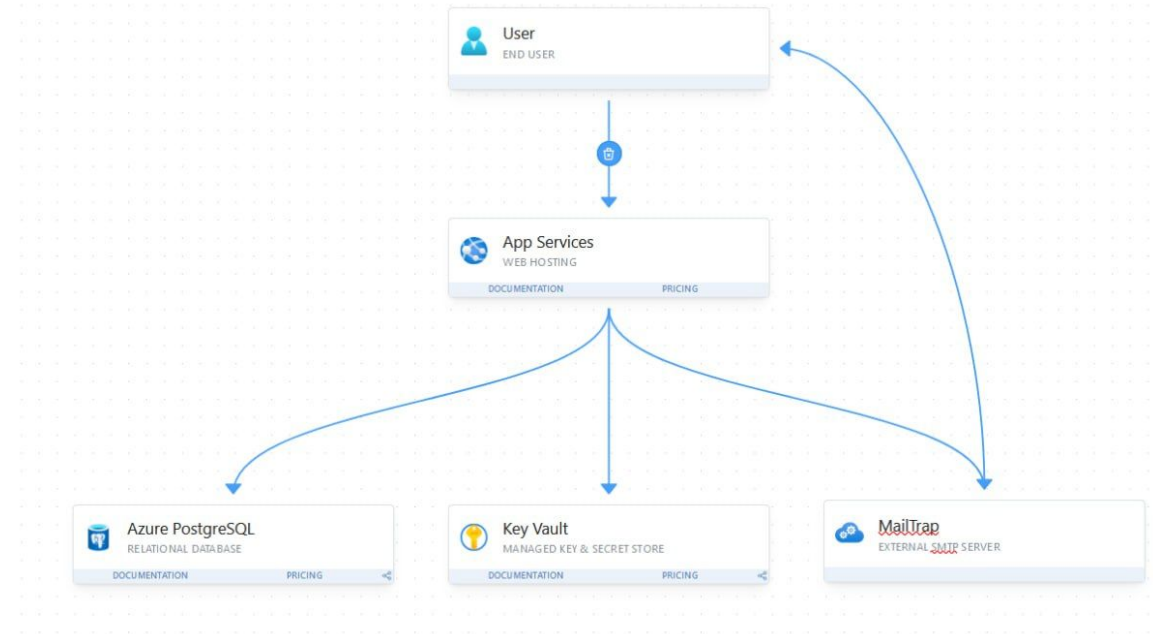 User
END USER
App Services
WEB HOSTING
DOCUMENTATION PRICING
Azure PostgreSQL
RELATIONAL DATABASE
DOCUMENTATION PRICING
Key Vault
MANAGED KEY & SECRET STORE
DOCUMENTATION PRICING
MailTrap
EXTERNAL SMTP SERVER